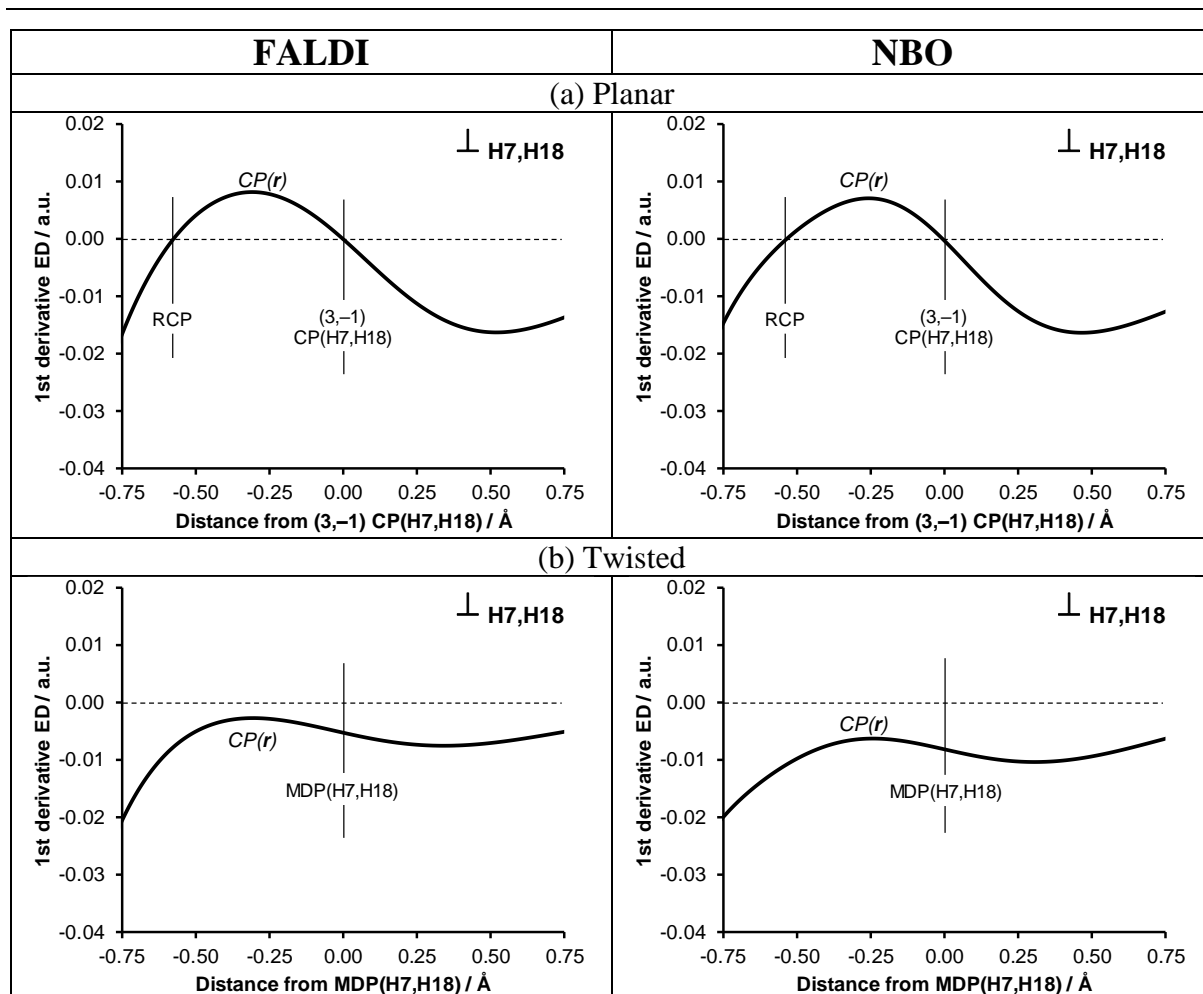 FALDI NBO
(a) Planar
0.02
0.01
0.00
-0.01
-0.02
-0.03
-0.04
1st derivative ED / a.u.
⊥ H7,H18
CP(r)
RCP
(3,–1)
CP(H7,H18)
-0.75 -0.50 -0.25 0.00 0.25 0.50 0.75
Distance from (3,–1) CP(H7,H18) / Å
0.02
0.01
0.00
-0.01
-0.02
-0.03
-0.04
1st derivative ED / a.u.
⊥ H7,H18
CP(r)
RCP
(3,–1)
CP(H7,H18)
-0.75 -0.50 -0.25 0.00 0.25 0.50 0.75
Distance from (3,–1) CP(H7,H18) / Å
(b) Twisted
0.02
0.01
0.00
-0.01
-0.02
-0.03
-0.04
1st derivative ED / a.u.
⊥ H7,H18
CP(r)
MDP(H7,H18)
-0.75 -0.50 -0.25 0.00 0.25 0.50 0.75
Distance from MDP(H7,H18) / Å
0.02
0.01
0.00
-0.01
-0.02
-0.03
-0.04
1st derivative ED / a.u.
⊥ H7,H18
CP(r)
MDP(H7,H18)
-0.75 -0.50 -0.25 0.00 0.25 0.50 0.75
Distance from MDP(H7,H18) / Å